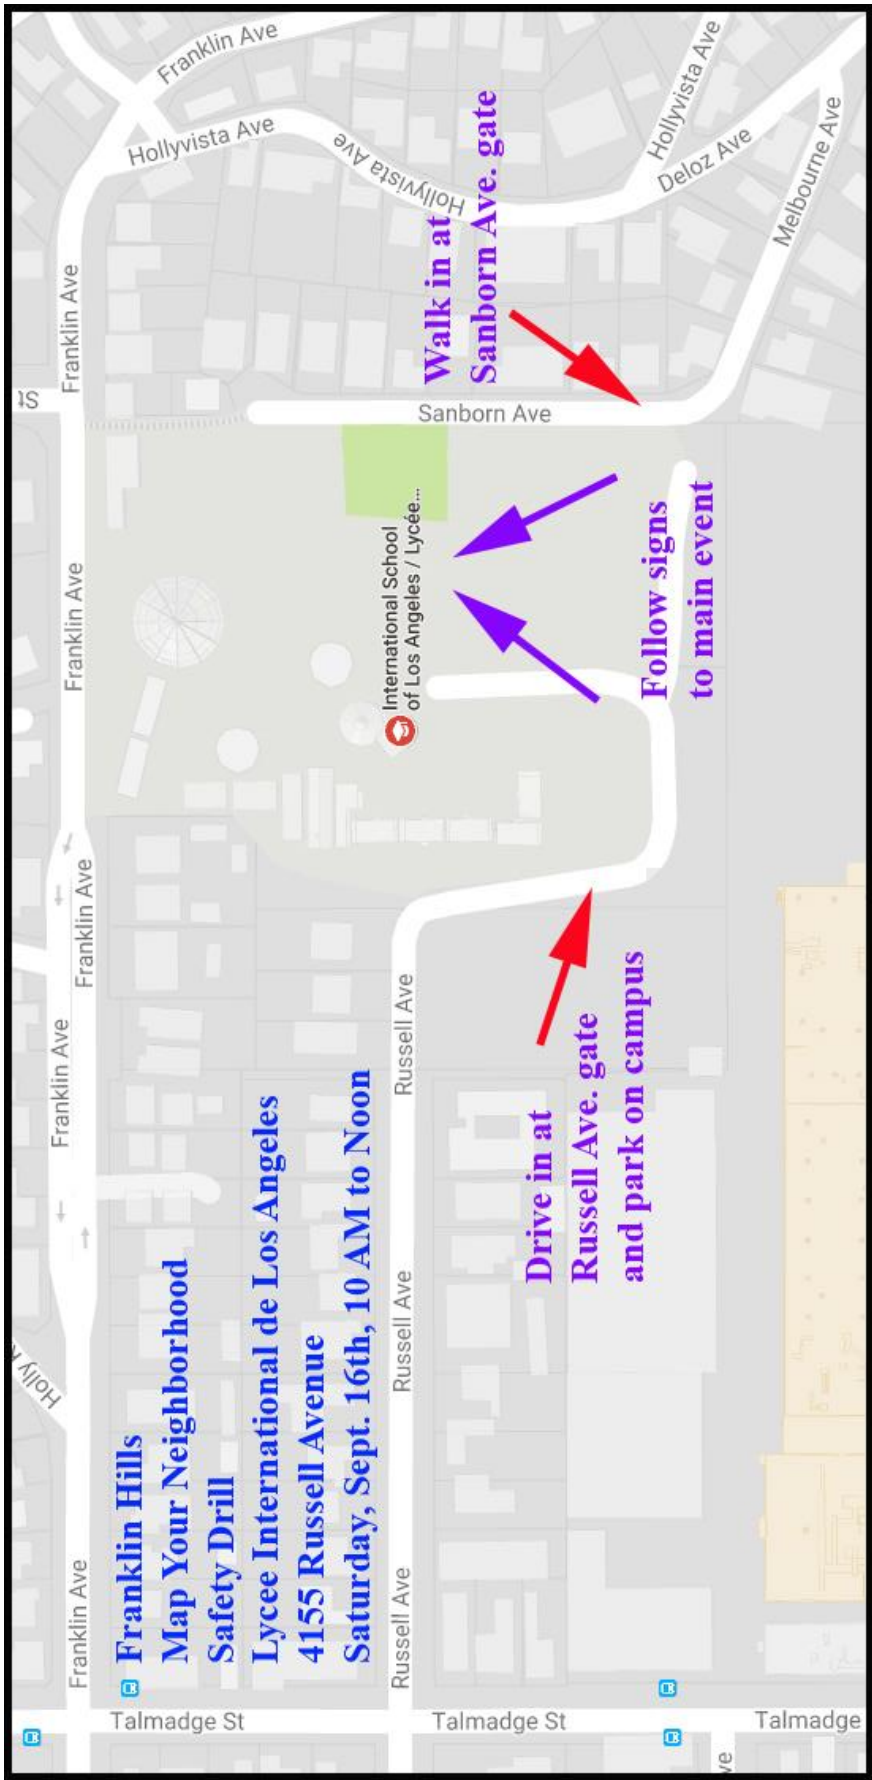 Franklin Hills
Map Your Neighborhood
Safety Drill
Lycee International de Los Angeles
4155 Russell Avenue
Saturday, Sept. 16th, 10 AM to Noon
Drive in at
Russell Ave. gate
and park on campus
Follow signs
to main event
Walk in at
Sanborn Ave. gate
International School
of Los Angeles / Lycée...
Franklin Ave
Franklin Ave
Franklin Ave
Franklin Ave
Franklin Ave
Franklin Ave
Hollyvista Ave
Hollyvista Ave
Hollyvista Ave
Deloz Ave
Melbourne Ave
Sanborn Ave
St
Russell Ave
Russell Ave
Russell Ave
Talmadge St
Talmadge St
Talmadge
Holly K
ve